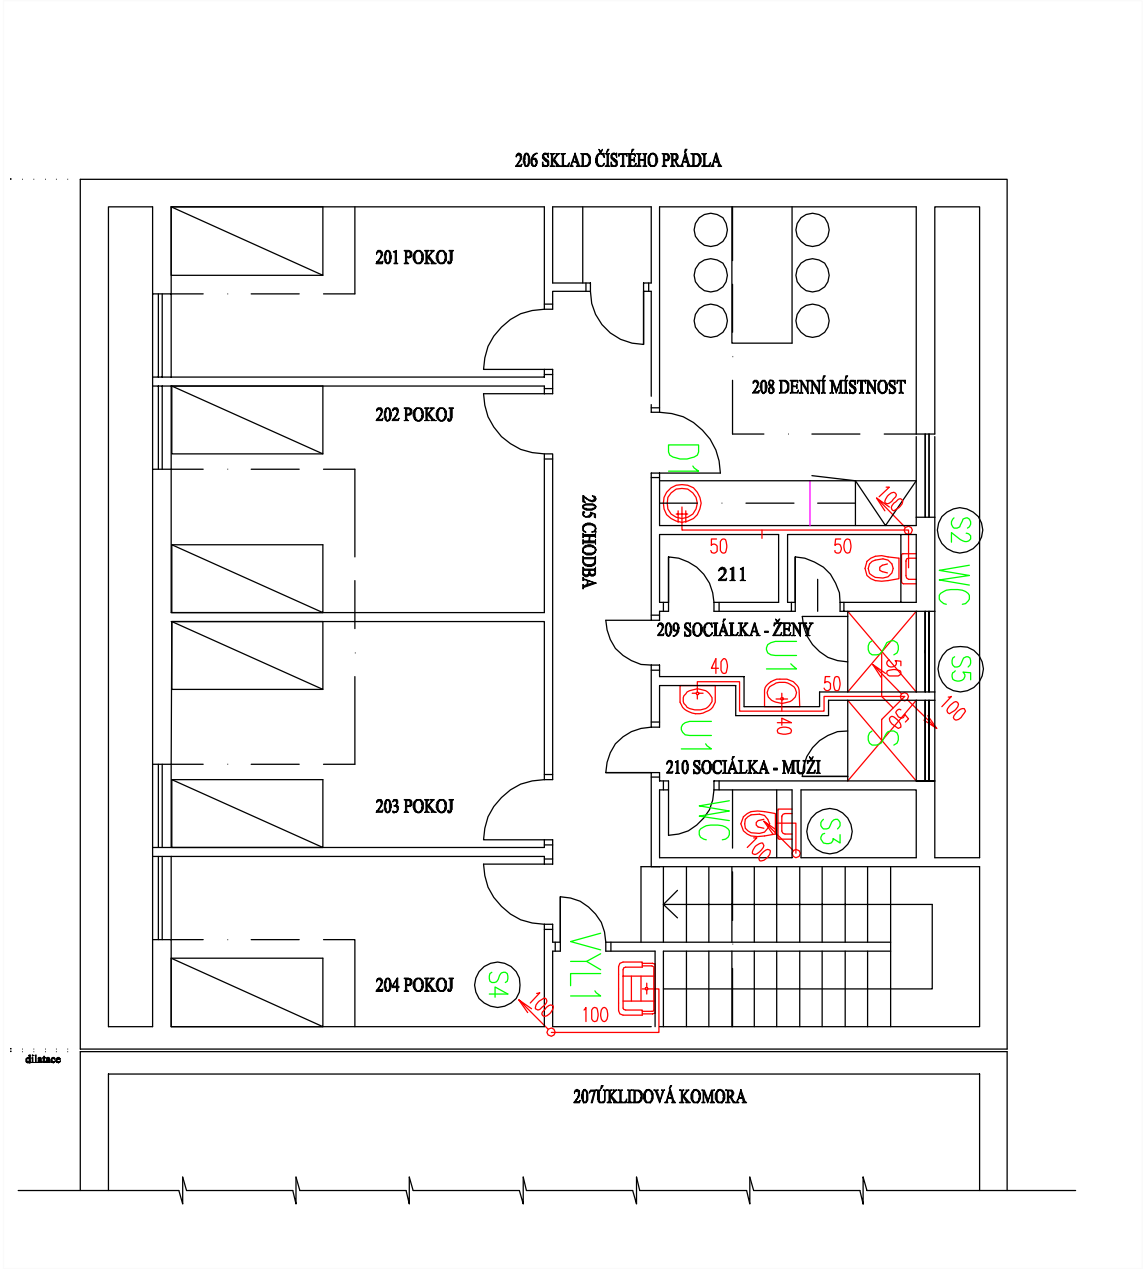 206 SKLAD ČÍSTÉHO PRÁDLA
201 POKOJ
208 DENNÍ MÍSTNOST
202 POKOJ
D1
100
205 CHODBA
S2
50
50
211
WC
209 SOCIÁLKA - ŽENY
U1
S
40
50
50
S5
100
U1
40
50
S
210 SOCIÁLKA - MUŽI
203 POKOJ
WC
100
S3
VYL1
204 POKOJ
S4
100
100
dilatace
207ÚKLIDOVÁ KOMORA